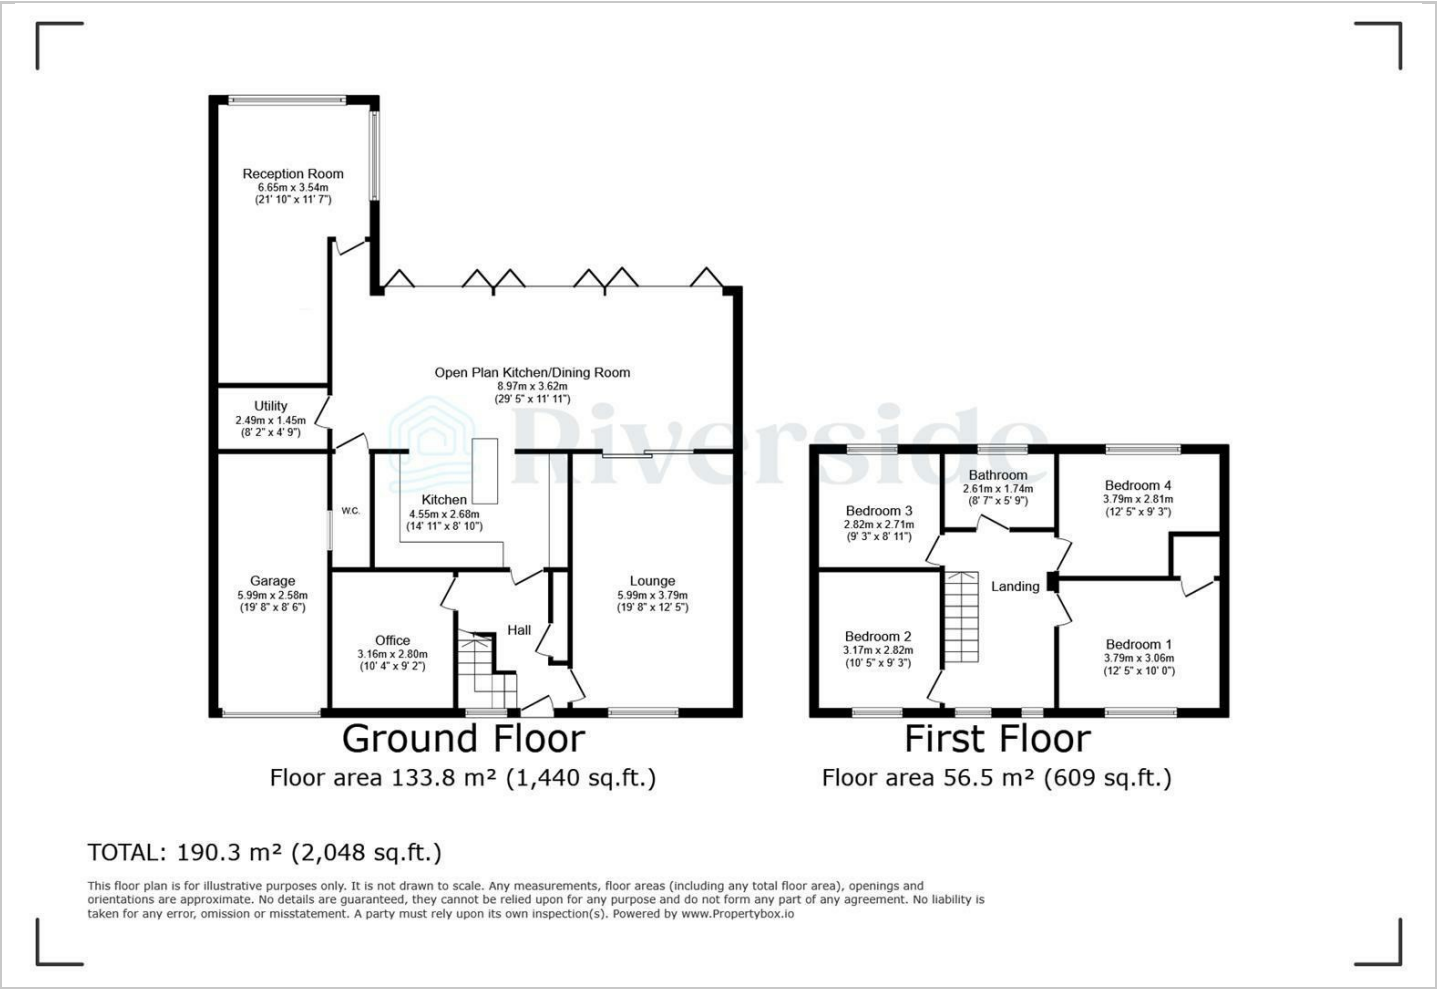 Reception Room
6.65m x 3.54m
(21' 10" x 11' 7")
Open Plan Kitchen/Dining Room
8.97m x 3.62m
(29' 5" x 11' 11")
Utility
2.49m x 1.45m
(8' 2" x 4' 9")
Riverside
Kitchen
4.55m x 2.68m
(14' 11" x 8' 10")
W.C.
Garage
5.99m x 2.58m
(19' 8" x 8' 6")
Lounge
5.99m x 3.79m
(19' 8" x 12' 5")
Office
3.16m x 2.80m
(10' 4" x 9' 2")
Hall
Ground Floor
Floor area 133.8 m² (1,440 sq.ft.)
Bathroom
2.61m x 1.74m
(8' 7" x 5' 9")
Bedroom 4
3.79m x 2.81m
(12' 5" x 9' 3")
Bedroom 3
2.82m x 2.71m
(9' 3" x 8' 11")
Landing
Bedroom 2
3.17m x 2.82m
(10' 5" x 9' 3")
Bedroom 1
3.79m x 3.06m
(12' 5" x 10' 0")
First Floor
Floor area 56.5 m² (609 sq.ft.)
TOTAL: 190.3 m² (2,048 sq.ft.)
This floor plan is for illustrative purposes only. It is not drawn to scale. Any measurements, floor areas (including any total floor area), openings and
orientations are approximate. No details are guaranteed, they cannot be relied upon for any purpose and do not form any part of any agreement. No liability is
taken for any error, omission or misstatement. A party must rely upon its own inspection(s). Powered by www.Propertybox.io